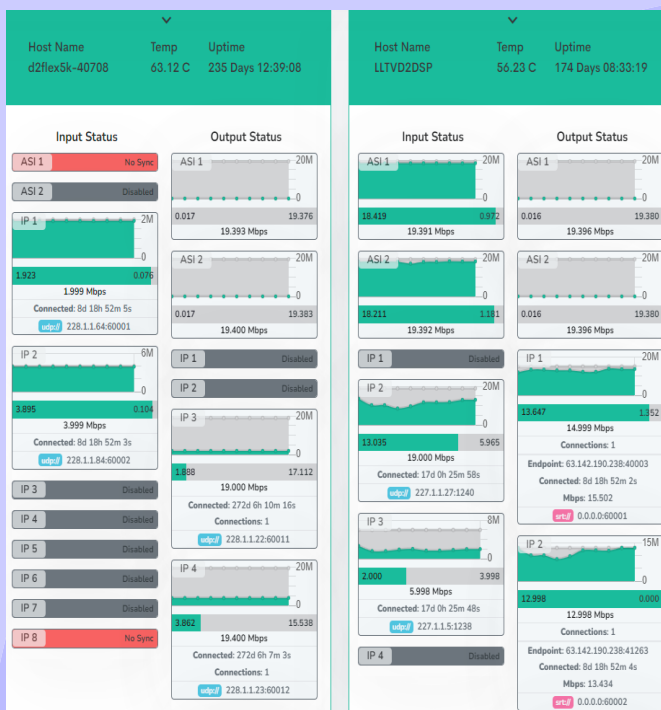 Host Name Temp Uptime
d2flex5k-40708 63.12 C 235 Days 12:39:08
Input Status
ASI 1 No Sync
ASI 2 Disabled
IP 1 2M
0
1.923 0.076
1.999 Mbps
Connected: 8d 18h 52m 5s
udp:// 228.1.1.64:60001
IP 2 6M
0
3.895 0.104
3.999 Mbps
Connected: 8d 18h 52m 3s
udp:// 228.1.1.84:60002
IP 3 Disabled
IP 4 Disabled
IP 5 Disabled
IP 6 Disabled
IP 7 Disabled
IP 8 No Sync
Output Status
ASI 1 20M
0
0.017 19.376
19.393 Mbps
ASI 2 20M
0
0.017 19.383
19.400 Mbps
IP 1 Disabled
IP 2 Disabled
IP 3 20M
0
1.888 17.112
19.000 Mbps
Connected: 272d 6h 10m 16s
Connections: 1
udp:// 228.1.1.22:60011
IP 4 20M
0
3.862 15.538
19.400 Mbps
Connected: 272d 6h 7m 3s
Connections: 1
udp:// 228.1.1.23:60012
Host Name Temp Uptime
LLTVD2DSP 56.23 C 174 Days 08:33:19
Input Status
ASI 1 20M
0
18.419 0.972
19.391 Mbps
ASI 2 20M
0
18.211 1.181
19.392 Mbps
IP 1 Disabled
IP 2 20M
0
13.035 5.965
19.000 Mbps
Connected: 17d 0h 25m 58s
udp:// 227.1.1.27:1240
IP 3 8M
0
2.000 3.998
5.998 Mbps
Connected: 17d 0h 25m 48s
udp:// 227.1.1.5:1238
IP 4 Disabled
Output Status
ASI 1 20M
0
0.016 19.380
19.396 Mbps
ASI 2 20M
0
0.016 19.380
19.396 Mbps
IP 1 20M
0
13.647 1.352
14.999 Mbps
Connections: 1
Endpoint: 63.142.190.238:40003
Connected: 8d 18h 52m 2s
Mbps: 15.502
srt:// 0.0.0.0:60001
IP 2 15M
0
12.998 0.000
12.998 Mbps
Connections: 1
Endpoint: 63.142.190.238:41263
Connected: 8d 18h 52m 4s
Mbps: 13.434
srt:// 0.0.0.0:60002